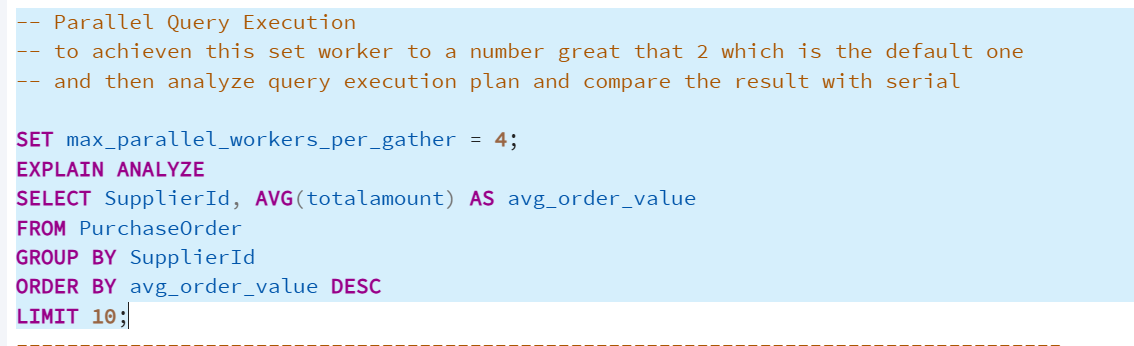 -- Parallel Query Execution
-- to achieven this set worker to a number great that 2 which is the default one
-- and then analyze query execution plan and compare the result with serial
SET max_parallel_workers_per_gather = 4;
EXPLAIN ANALYZE
SELECT SupplierId, AVG(totalamount) AS avg_order_value
FROM PurchaseOrder
GROUP BY SupplierId
ORDER BY avg_order_value DESC
LIMIT 10;
-----------------------------------------------------------------------------------